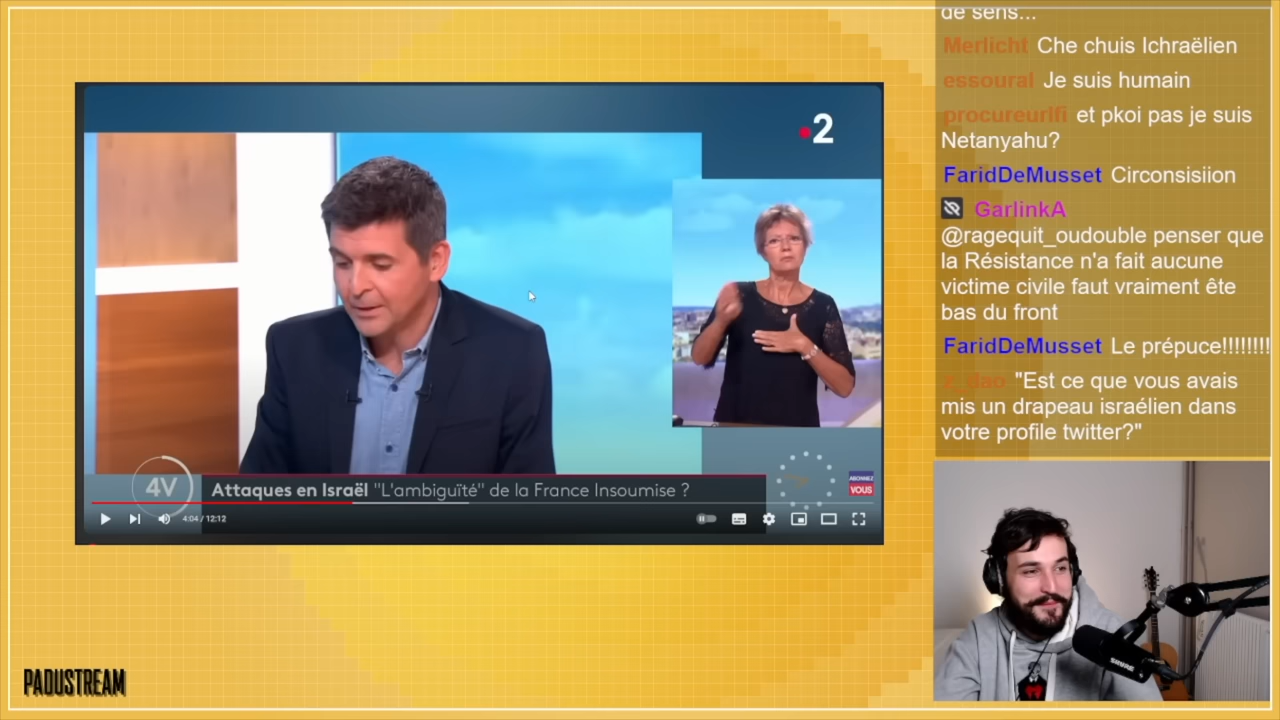 2
4V
Attaques en Israël "L'ambiguïté" de la France Insoumise ?
ABONNEZ
VOUS
4:04 / 12:12
PADUSTREAM
de sens...
Merlicht Che chuis Ichraëlien
essoural Je suis humain
procureurlfi et pkoi pas je suis
Netanyahu?
FaridDeMusset Circonsisiion
GarlinkA
@ragequit_oudouble penser que
la Résistance n'a fait aucune
victime civile faut vraiment ête
bas du front
FaridDeMusset Le prépuce!!!!!!!!
z_dao "Est ce que vous avais
mis un drapeau israélien dans
votre profile twitter?"
SHURE